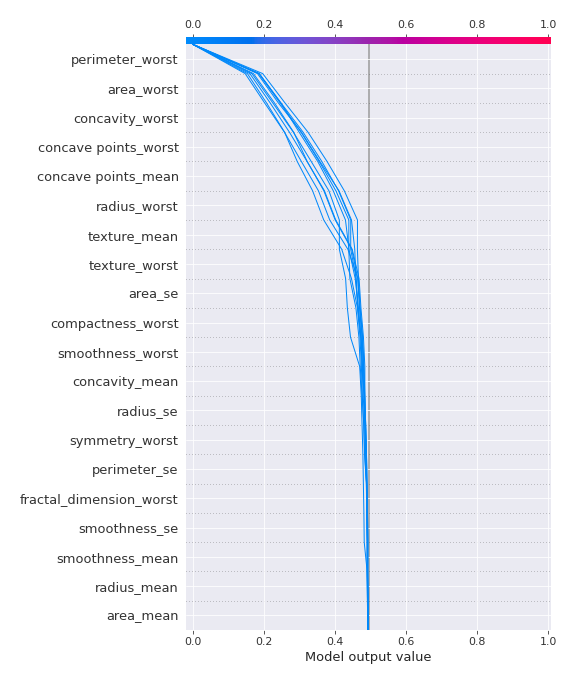 0.0 0.2 0.4 0.6 0.8 1.0
perimeter_worst
area_worst
concavity_worst
concave points_worst
concave points_mean
radius_worst
texture_mean
texture_worst
area_se
compactness_worst
smoothness_worst
concavity_mean
radius_se
symmetry_worst
perimeter_se
fractal_dimension_worst
smoothness_se
smoothness_mean
radius_mean
area_mean
0.0 0.2 0.4 0.6 0.8 1.0
Model output value